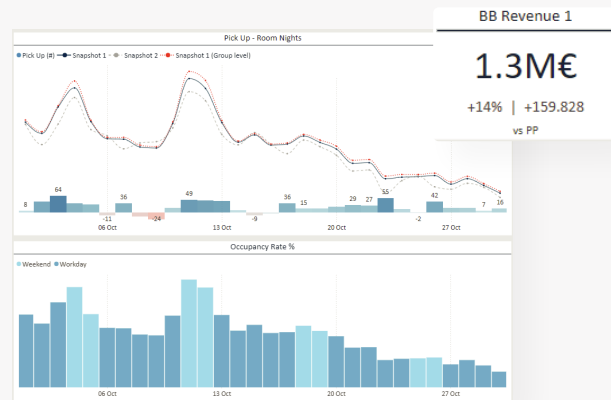 BB Revenue 1
1.3M€
+14% | +159.828
vs PP
Pick Up - Room Nights
Pick Up (#) Snapshot 1 Snapshot 2 Snapshot 1 (Group level)
8 64 -11 36 -24 49 -9 36 15 29 27 55 -2 42 7 16
06 Oct 13 Oct 20 Oct 27 Oct
Occupancy Rate %
Weekend Workday
06 Oct 13 Oct 20 Oct 27 Oct